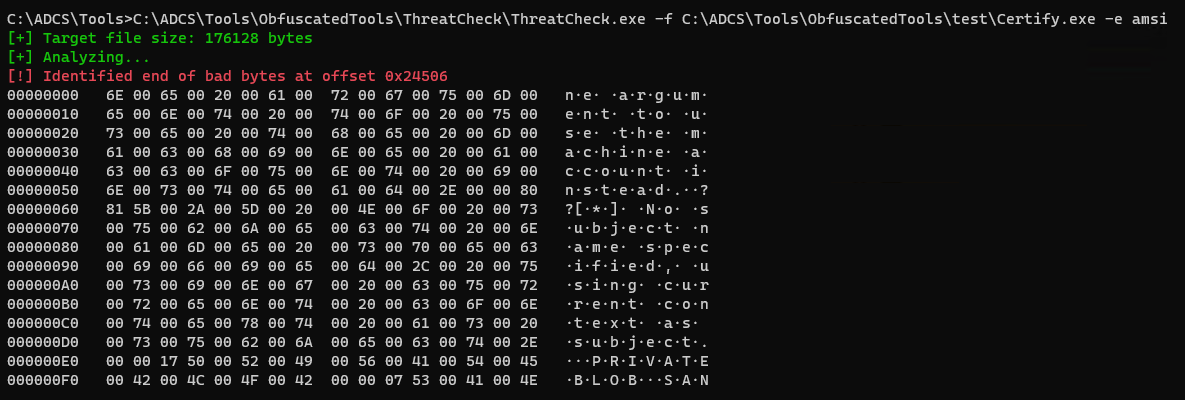 C:\ADCS\Tools>C:\ADCS\Tools\ObfuscatedTools\ThreatCheck\ThreatCheck.exe -f C:\ADCS\Tools\ObfuscatedTools\test\Certify.exe -e amsi
[+] Target file size: 176128 bytes
[+] Analyzing...
[!] Identified end of bad bytes at offset 0x24506
00000000   6E 00 65 00 20 00 61 00  72 00 67 00 75 00 6D 00   n·e· ·a·r·g·u·m·
00000010   65 00 6E 00 74 00 20 00  74 00 6F 00 20 00 75 00   e·n·t· ·t·o· ·u·
00000020   73 00 65 00 20 00 74 00  68 00 65 00 20 00 6D 00   s·e· ·t·h·e· ·m·
00000030   61 00 63 00 68 00 69 00  6E 00 65 00 20 00 61 00   a·c·h·i·n·e· ·a·
00000040   63 00 63 00 6F 00 75 00  6E 00 74 00 20 00 69 00   c·c·o·u·n·t· ·i·
00000050   6E 00 73 00 74 00 65 00  61 00 64 00 2E 00 00 80   n·s·t·e·a·d·.··?
00000060   81 5B 00 2A 00 5D 00 20  00 4E 00 6F 00 20 00 73   ?[·*·]· ·N·o· ·s
00000070   00 75 00 62 00 6A 00 65  00 63 00 74 00 20 00 6E   ·u·b·j·e·c·t· ·n
00000080   00 61 00 6D 00 65 00 20  00 73 00 70 00 65 00 63   ·a·m·e· ·s·p·e·c
00000090   00 69 00 66 00 69 00 65  00 64 00 2C 00 20 00 75   ·i·f·i·e·d·,· ·u
000000A0   00 73 00 69 00 6E 00 67  00 20 00 63 00 75 00 72   ·s·i·n·g· ·c·u·r
000000B0   00 72 00 65 00 6E 00 74  00 20 00 63 00 6F 00 6E   ·r·e·n·t· ·c·o·n
000000C0   00 74 00 65 00 78 00 74  00 20 00 61 00 73 00 20   ·t·e·x·t· ·a·s· 
000000D0   00 73 00 75 00 62 00 6A  00 65 00 63 00 74 00 2E   ·s·u·b·j·e·c·t·.
000000E0   00 00 17 50 00 52 00 49  00 56 00 41 00 54 00 45   ···P·R·I·V·A·T·E
000000F0   00 42 00 4C 00 4F 00 42  00 00 07 53 00 41 00 4E   ·B·L·O·B···S·A·N